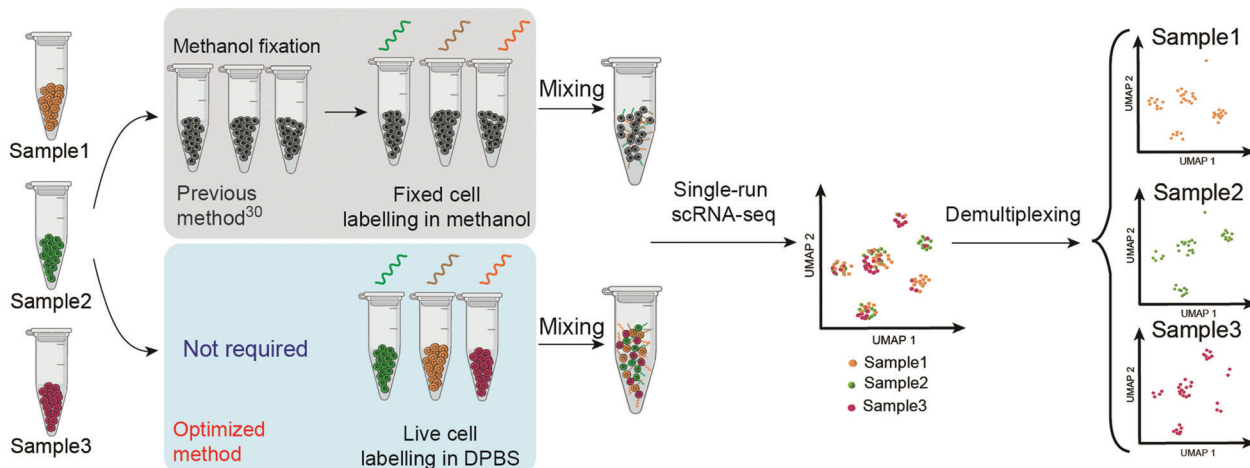 Sample1
Sample2
Sample3
Methanol fixation
Previous
method30
Fixed cell
labelling in methanol
Mixing
Not required
Optimized
method
Live cell
labelling in DPBS
Mixing
Single-run
scRNA-seq
UMAP 2
UMAP 1
Sample1
Sample2
Sample3
Demultiplexing
Sample1
UMAP 2
UMAP 1
Sample2
UMAP 2
UMAP 1
Sample3
UMAP 2
UMAP 1